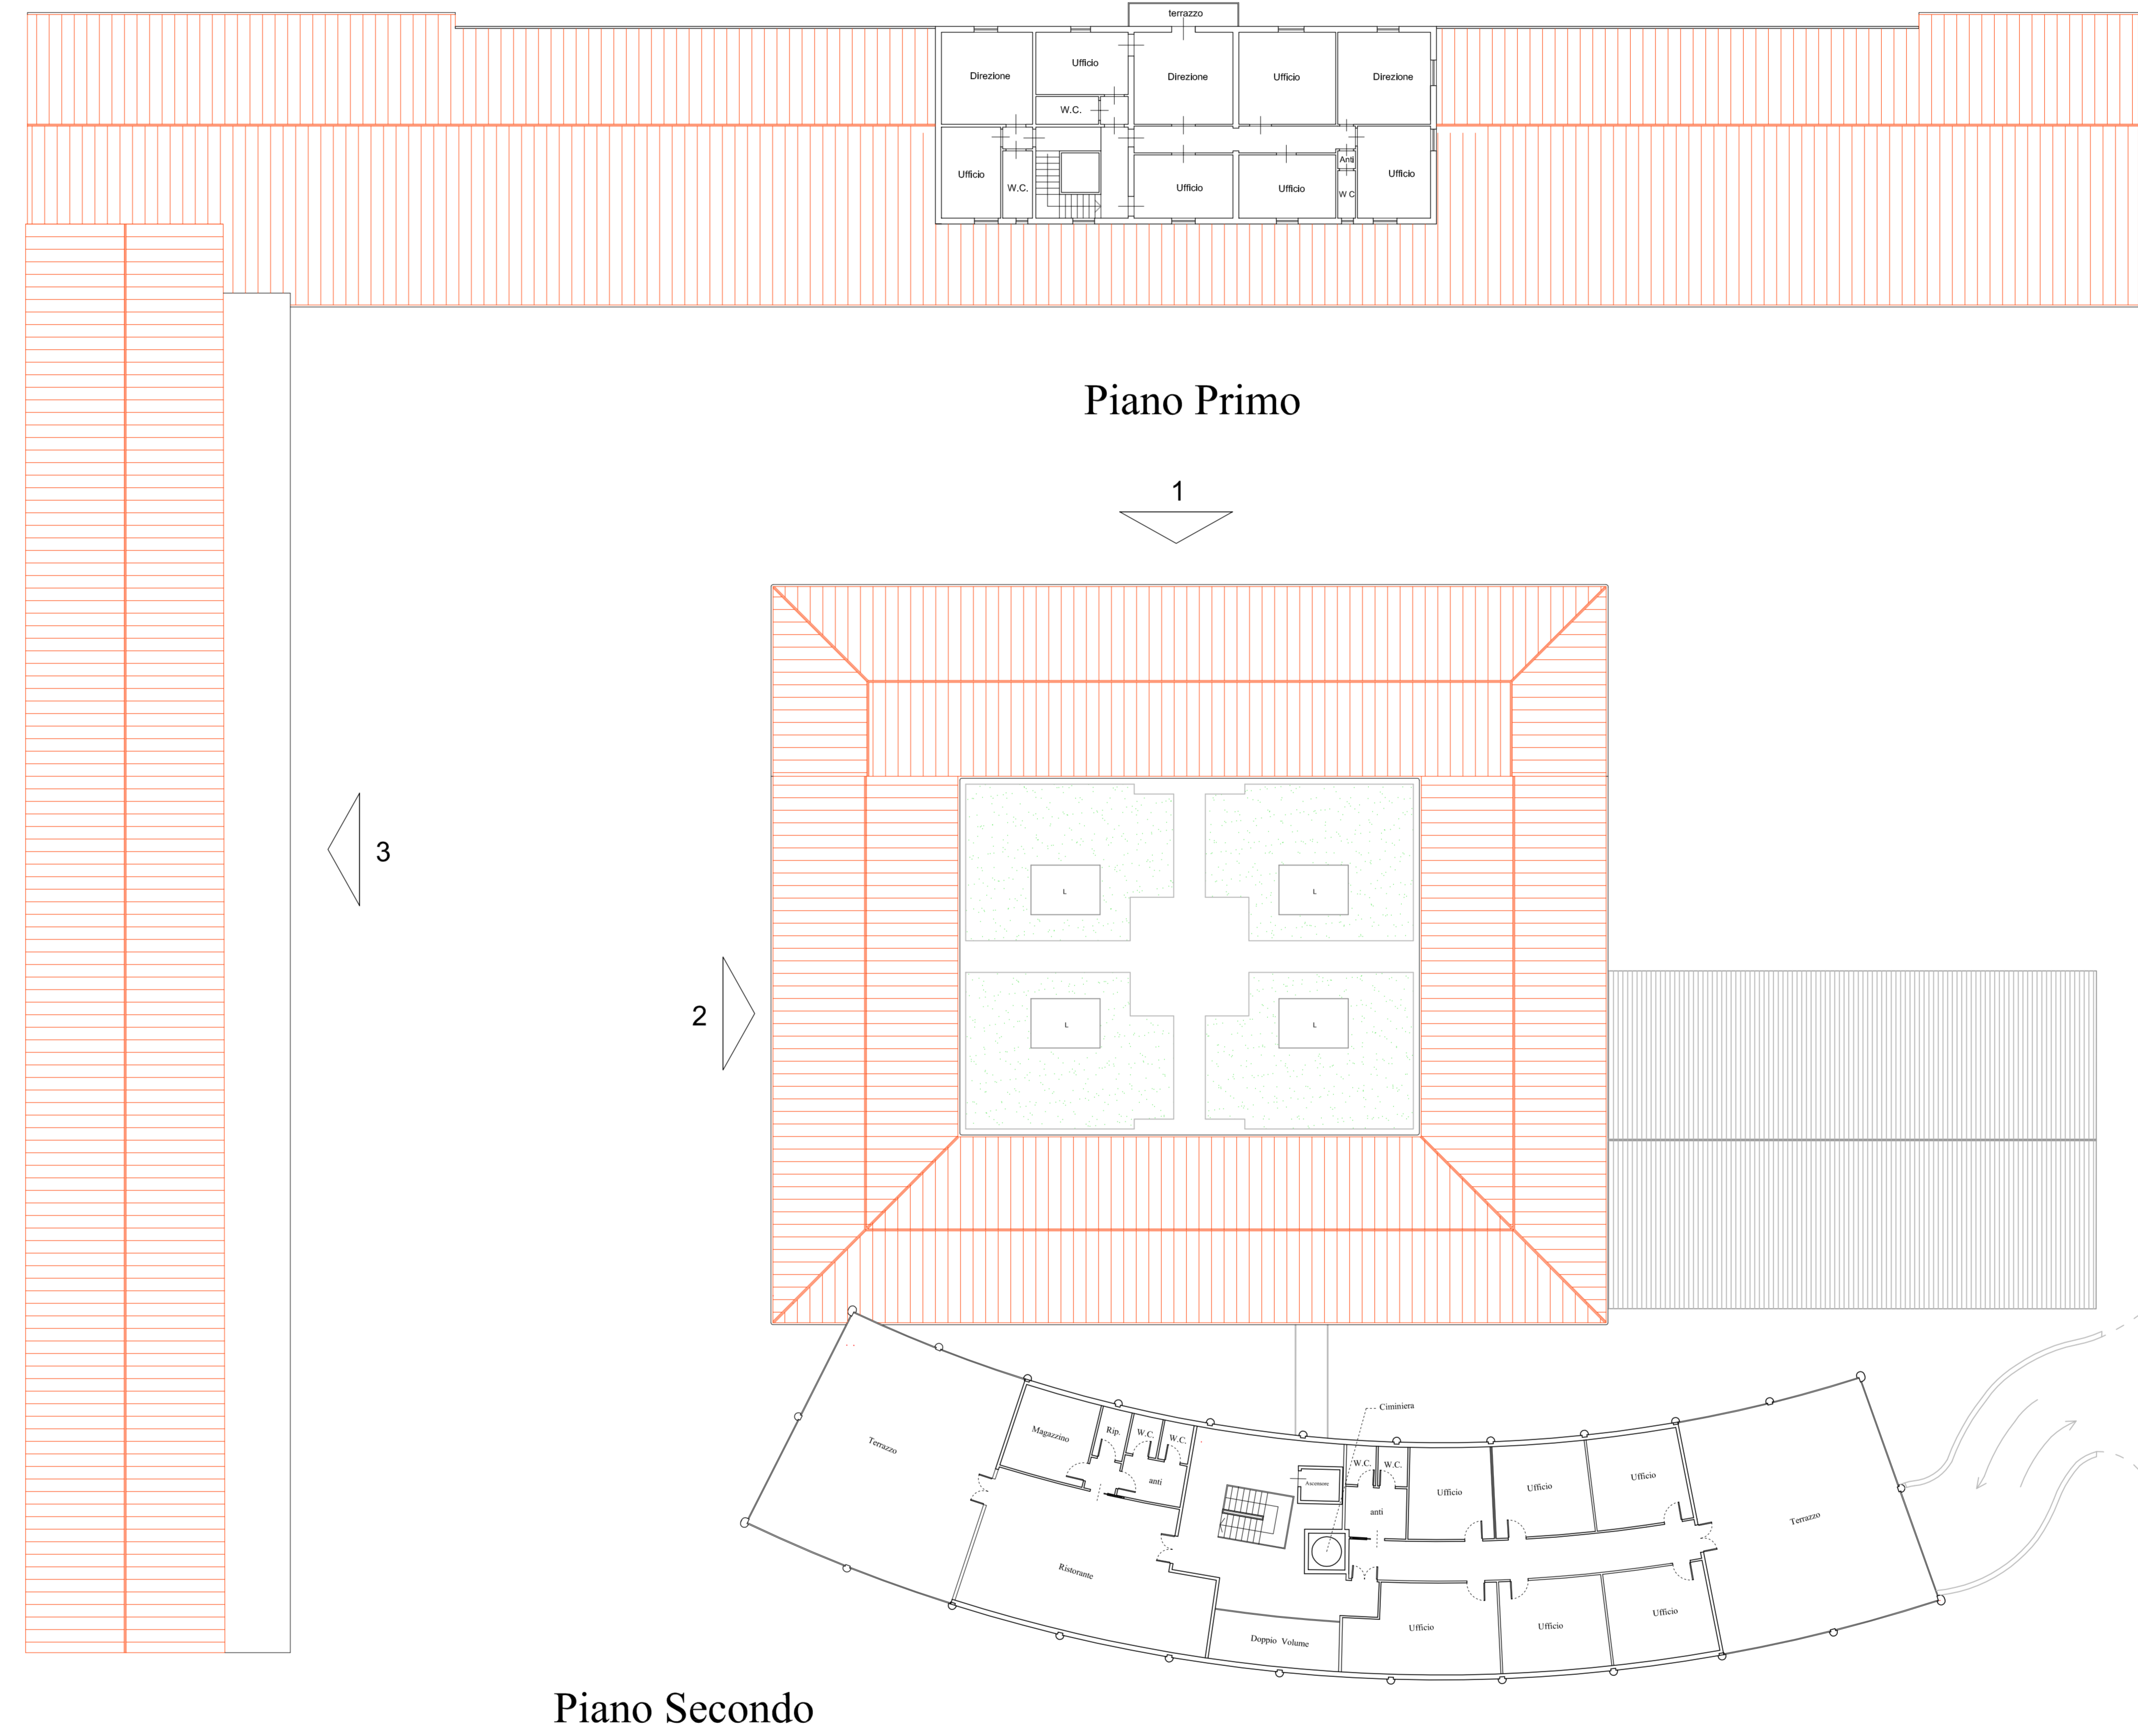 terrazzo
Direzione
Ufficio
Direzione
Ufficio
Direzione
W.C.
Ufficio
W.C.
Ufficio
Ufficio
Anti
W C
Ufficio
Piano Primo
1
3
2
L
L
L
L
Ciminiera
Terrazzo
Magazzino
Rip.
W.C.
W.C.
anti
Ascensore
W.C.
W.C.
anti
Ufficio
Ufficio
Ufficio
Terrazzo
Ristorante
Doppio Volume
Ufficio
Ufficio
Ufficio
Piano Secondo